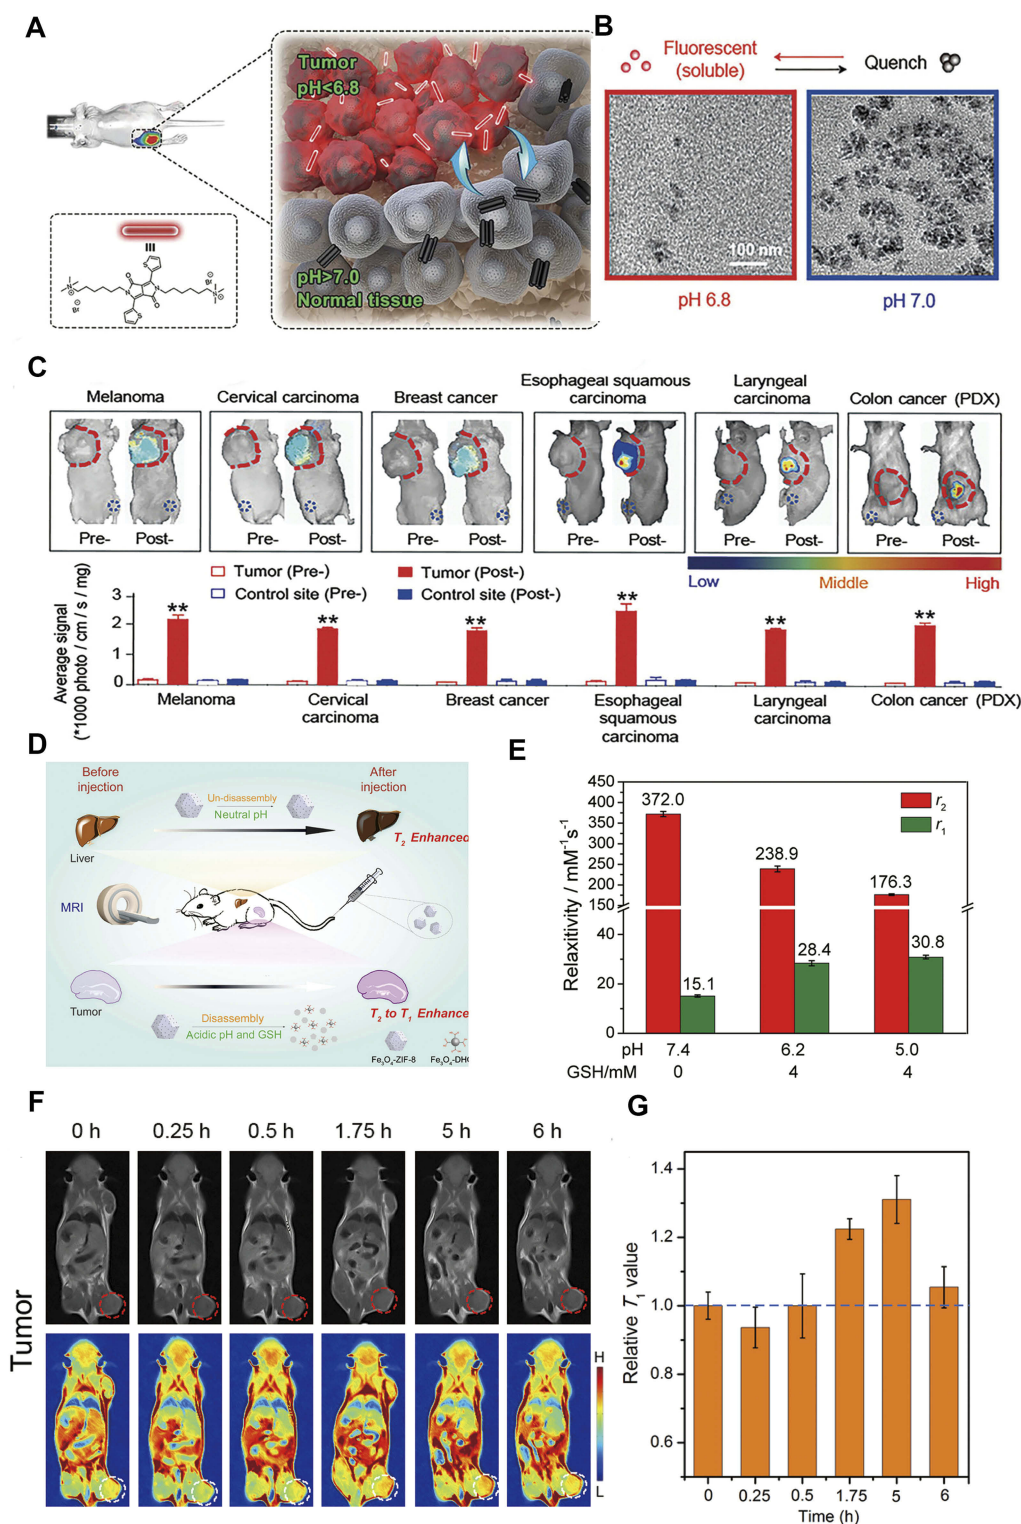 A
Tumor
pH<6.8
pH>7.0
Normal tissue
III
N
N
O
O
S
S
Br
Br
B
Fluorescent
(soluble)
Quench
100 nm
pH 6.8
pH 7.0
C
Melanoma
Cervical carcinoma
Breast cancer
Esophageal squamous
carcinoma
Laryngeal
carcinoma
Colon cancer (PDX)
Pre- Post-
Pre- Post-
Pre- Post-
Pre- Post-
Pre- Post-
Pre- Post-
Low Middle High
Tumor (Pre-)
Tumor (Post-)
Control site (Pre-)
Control site (Post-)
Average signal
(*1000 photo / cm / s / mg)
3
2
1
0
** ** ** ** ** **
Melanoma
Cervical
carcinoma
Breast cancer
Esophageal
squamous
carcinoma
Laryngeal
carcinoma
Colon cancer (PDX)
D
Before
injection
After
injection
Un-disassembly
Neutral pH
T2 Enhanced
Liver
MRI
Tumor
Disassembly
Acidic pH and GSH
T2 to T1 Enhance
Fe3O4-ZIF-8
Fe3O4-DHC
E
Relaxitivity / mM-1s-1
450
400
350
300
250
200
150
40
20
0
r2
r1
372.0
238.9
176.3
15.1
28.4
30.8
pH 7.4 6.2 5.0
GSH/mM 0 4 4
F
0 h 0.25 h 0.5 h 1.75 h 5 h 6 h
Tumor
H
L
G
Relative T1 value
1.4
1.2
1.0
0.8
0.6
0 0.25 0.5 1.75 5 6
Time (h)